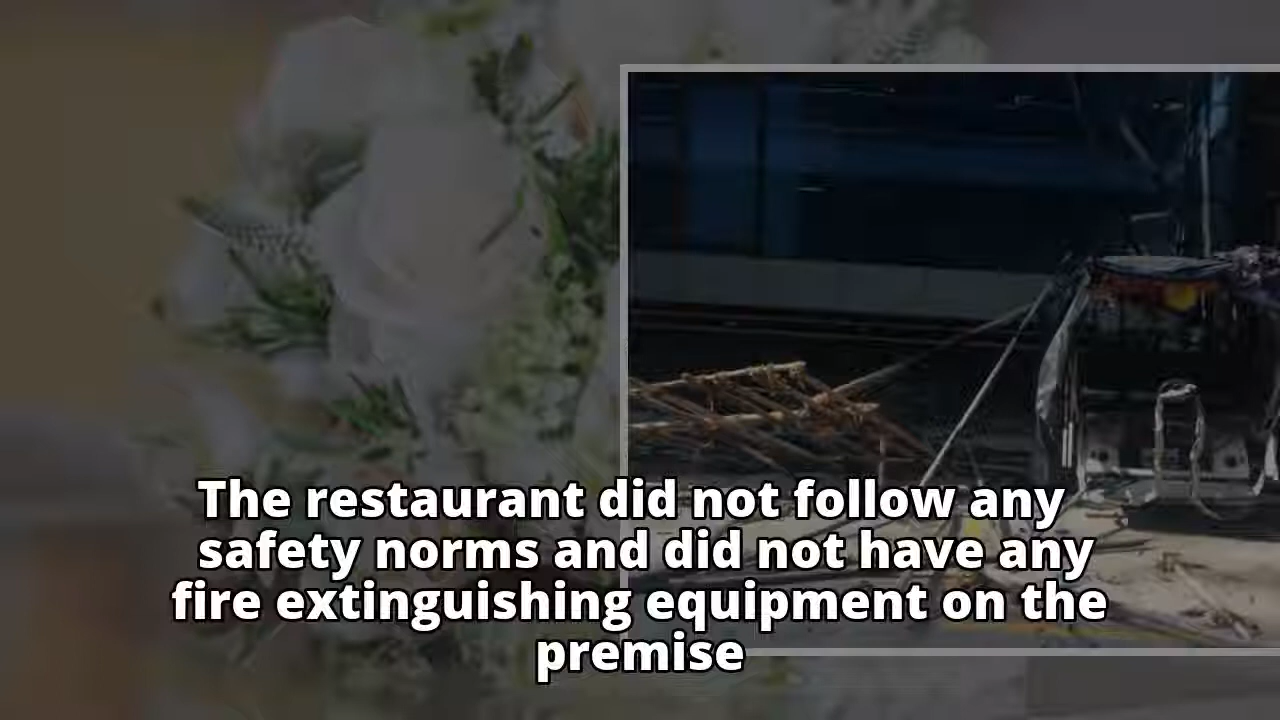 The restaurant did not follow any
safety norms and did not have any
fire extinguishing equipment on the
premise